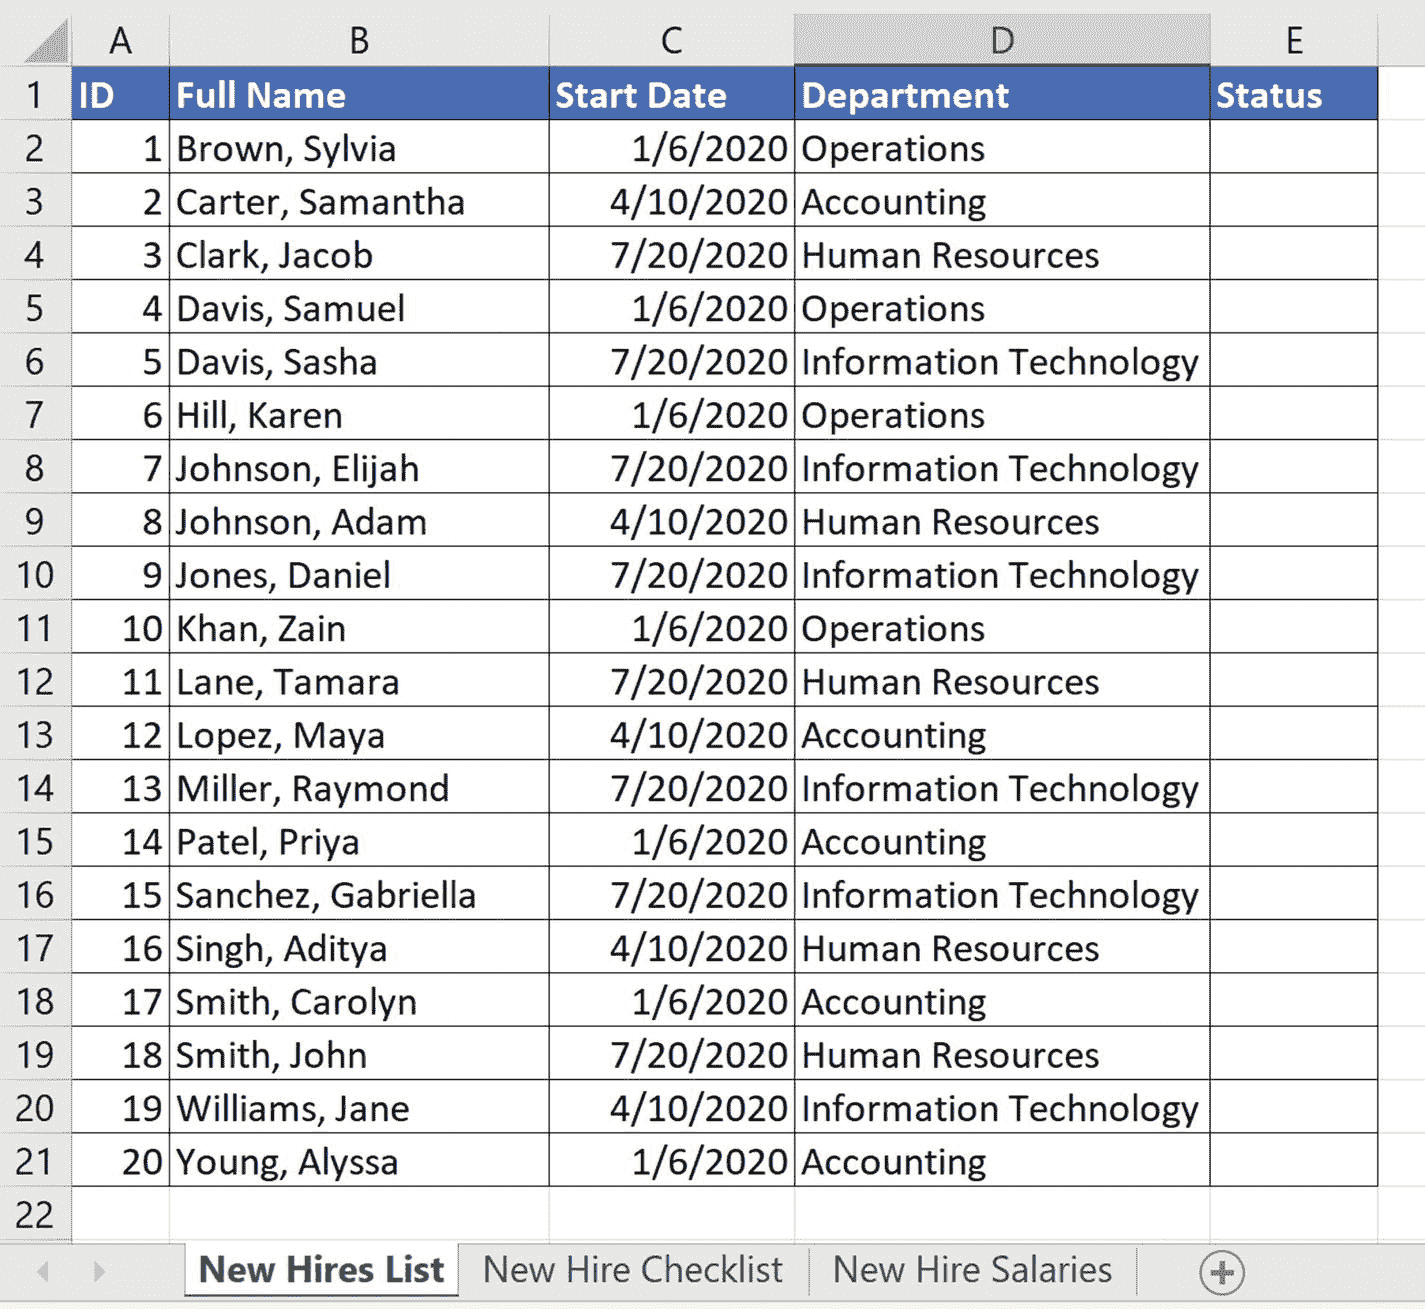 A B C D E
1 ID Full Name Start Date Department Status
2 1 Brown, Sylvia 1/6/2020 Operations
3 2 Carter, Samantha 4/10/2020 Accounting
4 3 Clark, Jacob 7/20/2020 Human Resources
5 4 Davis, Samuel 1/6/2020 Operations
6 5 Davis, Sasha 7/20/2020 Information Technology
7 6 Hill, Karen 1/6/2020 Operations
8 7 Johnson, Elijah 7/20/2020 Information Technology
9 8 Johnson, Adam 4/10/2020 Human Resources
10 9 Jones, Daniel 7/20/2020 Information Technology
11 10 Khan, Zain 1/6/2020 Operations
12 11 Lane, Tamara 7/20/2020 Human Resources
13 12 Lopez, Maya 4/10/2020 Accounting
14 13 Miller, Raymond 7/20/2020 Information Technology
15 14 Patel, Priya 1/6/2020 Accounting
16 15 Sanchez, Gabriella 7/20/2020 Information Technology
17 16 Singh, Aditya 4/10/2020 Human Resources
18 17 Smith, Carolyn 1/6/2020 Accounting
19 18 Smith, John 7/20/2020 Human Resources
20 19 Williams, Jane 4/10/2020 Information Technology
21 20 Young, Alyssa 1/6/2020 Accounting
22
New Hires List New Hire Checklist New Hire Salaries